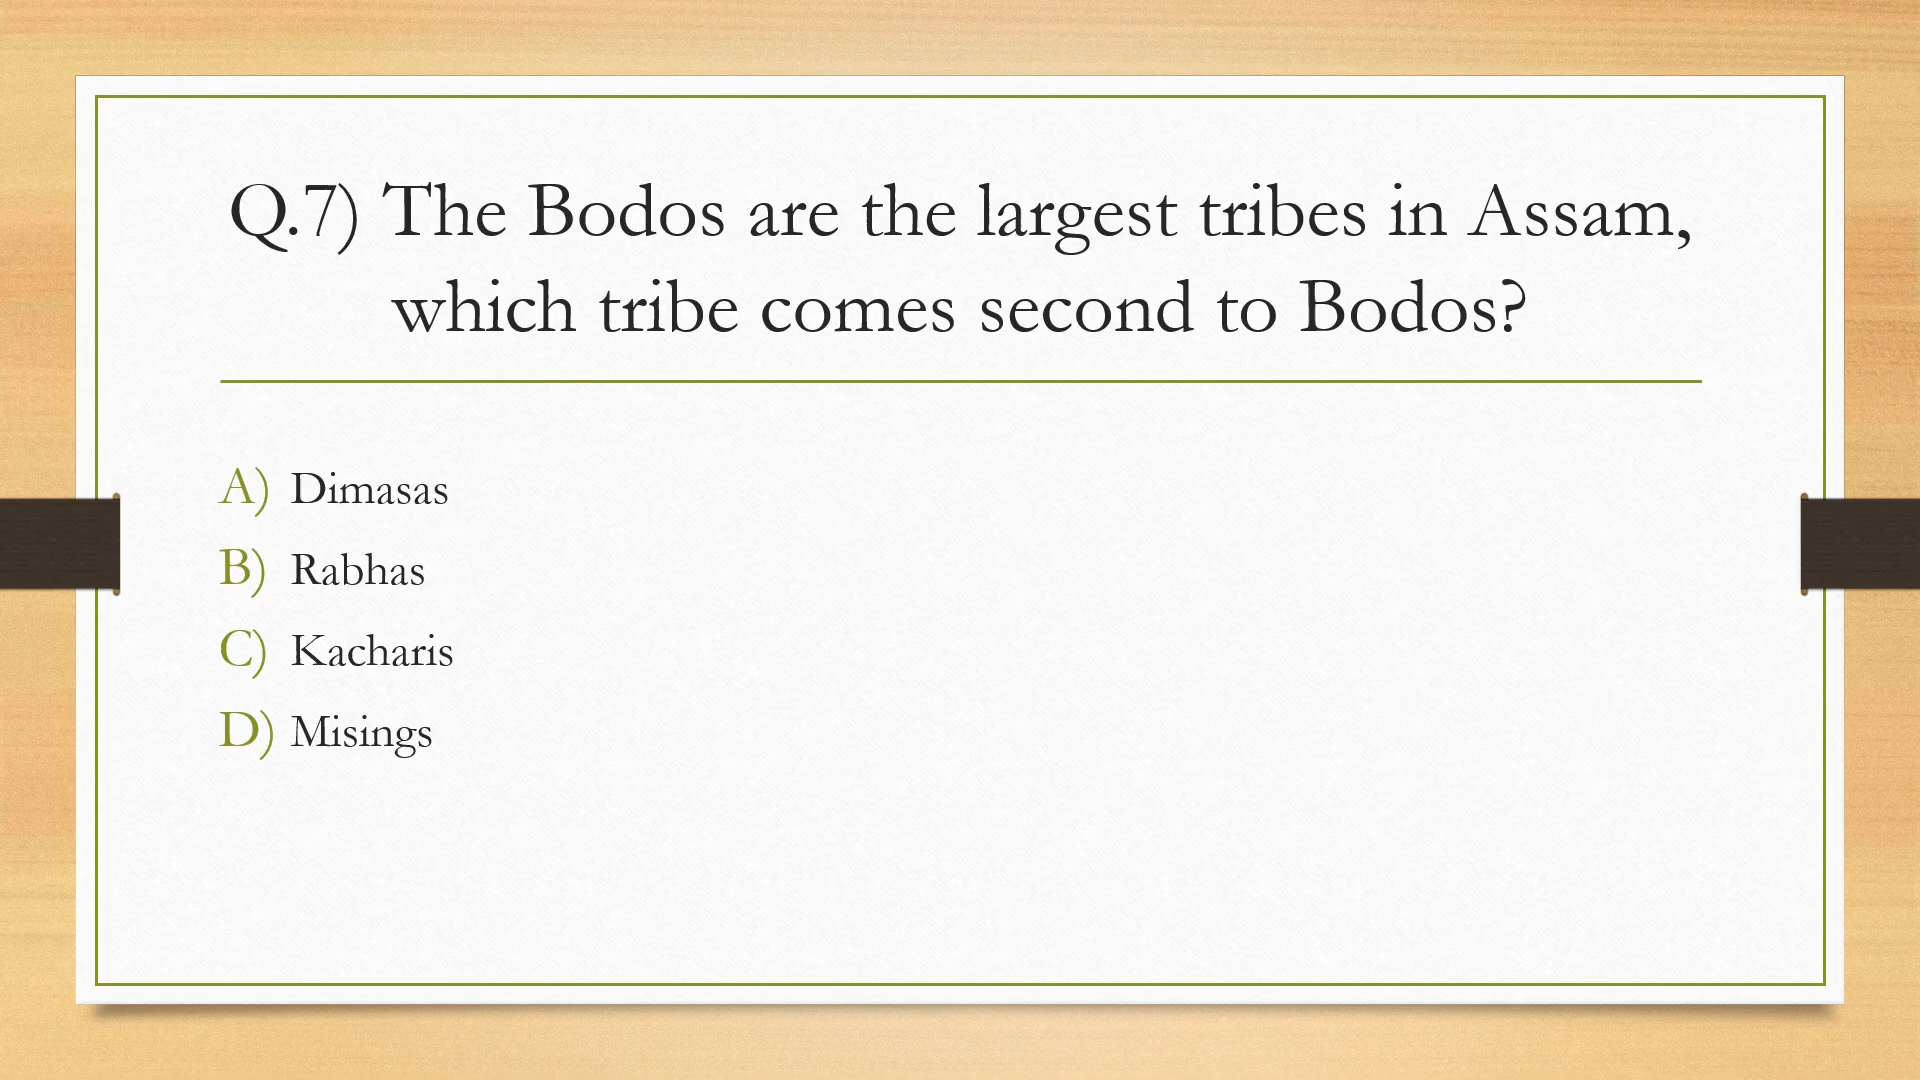 Q.7) The Bodos are the largest tribes in Assam,
which tribe comes second to Bodos?
A) Dimasas
B) Rabhas
C) Kacharis
D) Misings